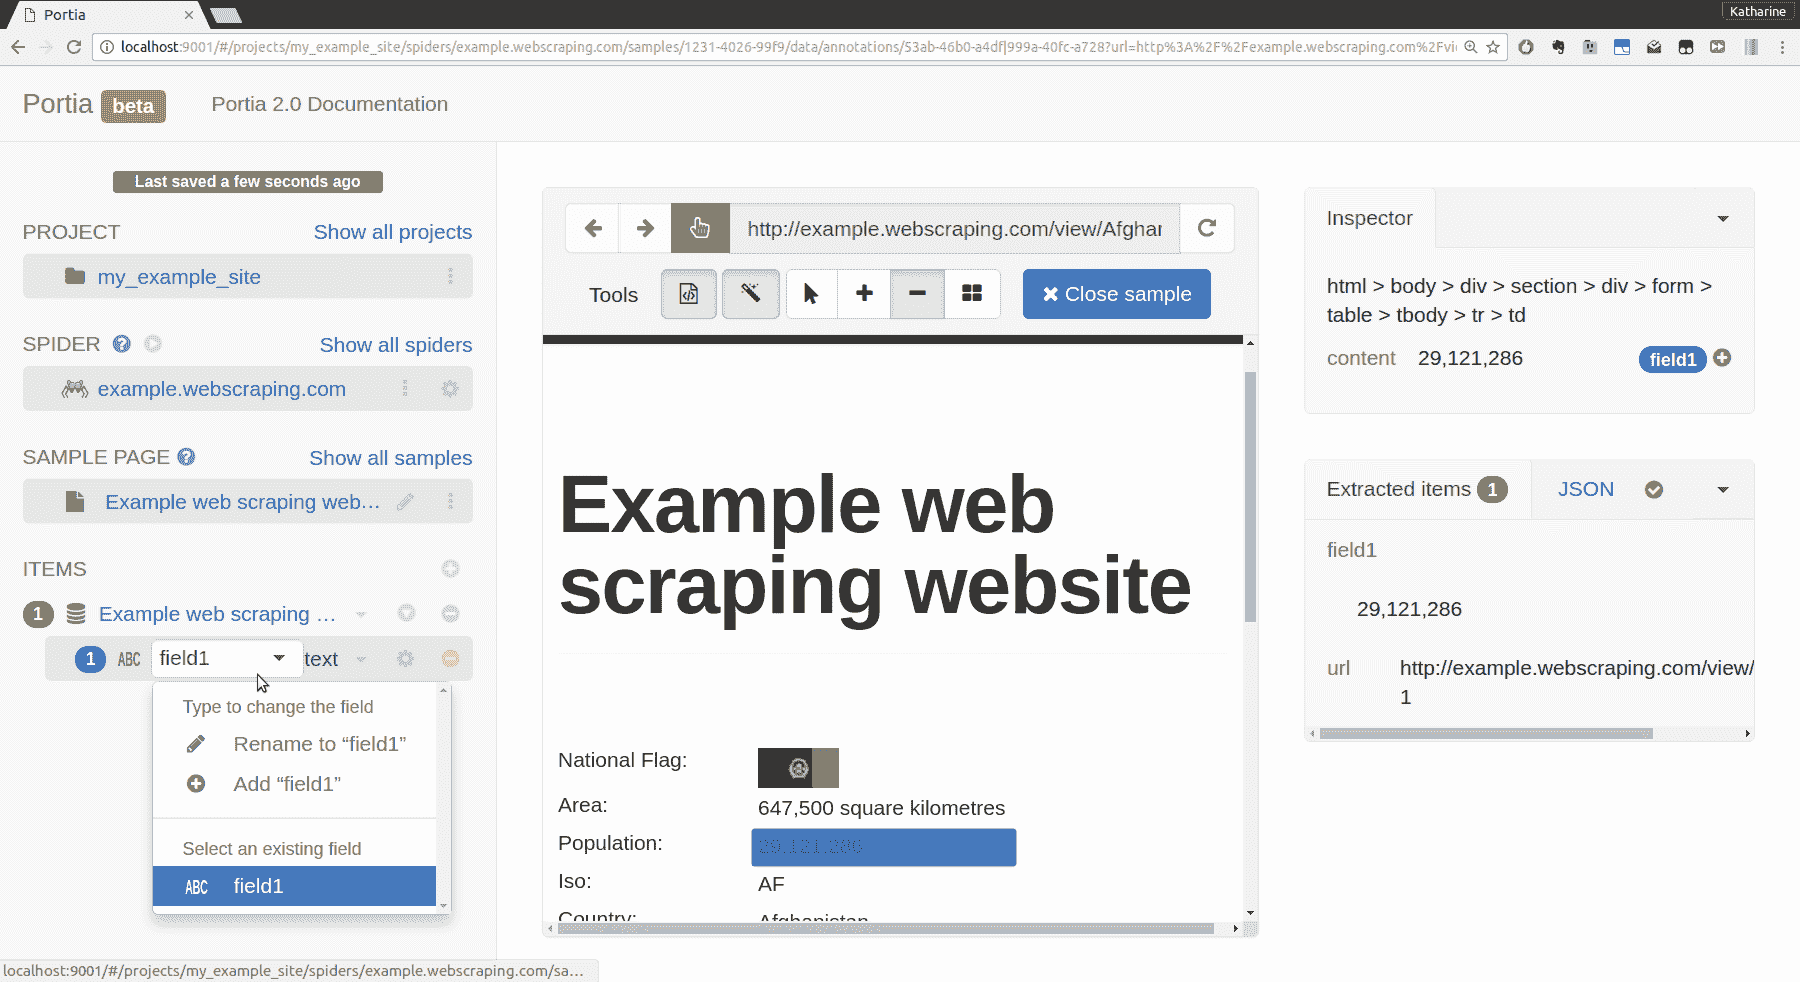 Portia
Katharine
localhost:9001/#/projects/my_example_site/spiders/example.webscraping.com/samples/1231-4026-99f9/data/annotations/53ab-46b0-a4df|999a-40fc-a728?url=http%3A%2F%2Fexample.webscraping.com%2Fvi
Portia beta Portia 2.0 Documentation
Last saved a few seconds ago
PROJECT Show all projects
my_example_site
SPIDER Show all spiders
example.webscraping.com
SAMPLE PAGE Show all samples
Example web scraping web...
ITEMS
1 Example web scraping ...
1 ABC field1 text
Type to change the field
Rename to “field1”
Add “field1”
Select an existing field
ABC field1
http://example.webscraping.com/view/Afghar
Tools Close sample
Example web
scraping website
National Flag:
Area: 647,500 square kilometres
Population: 29,121,286
Iso: AF
Country: Afghanistan
Inspector
html > body > div > section > div > form >
table > tbody > tr > td
content 29,121,286 field1
Extracted items 1 JSON
field1
29,121,286
url http://example.webscraping.com/view/
1
localhost:9001/#/projects/my_example_site/spiders/example.webscraping.com/sa...